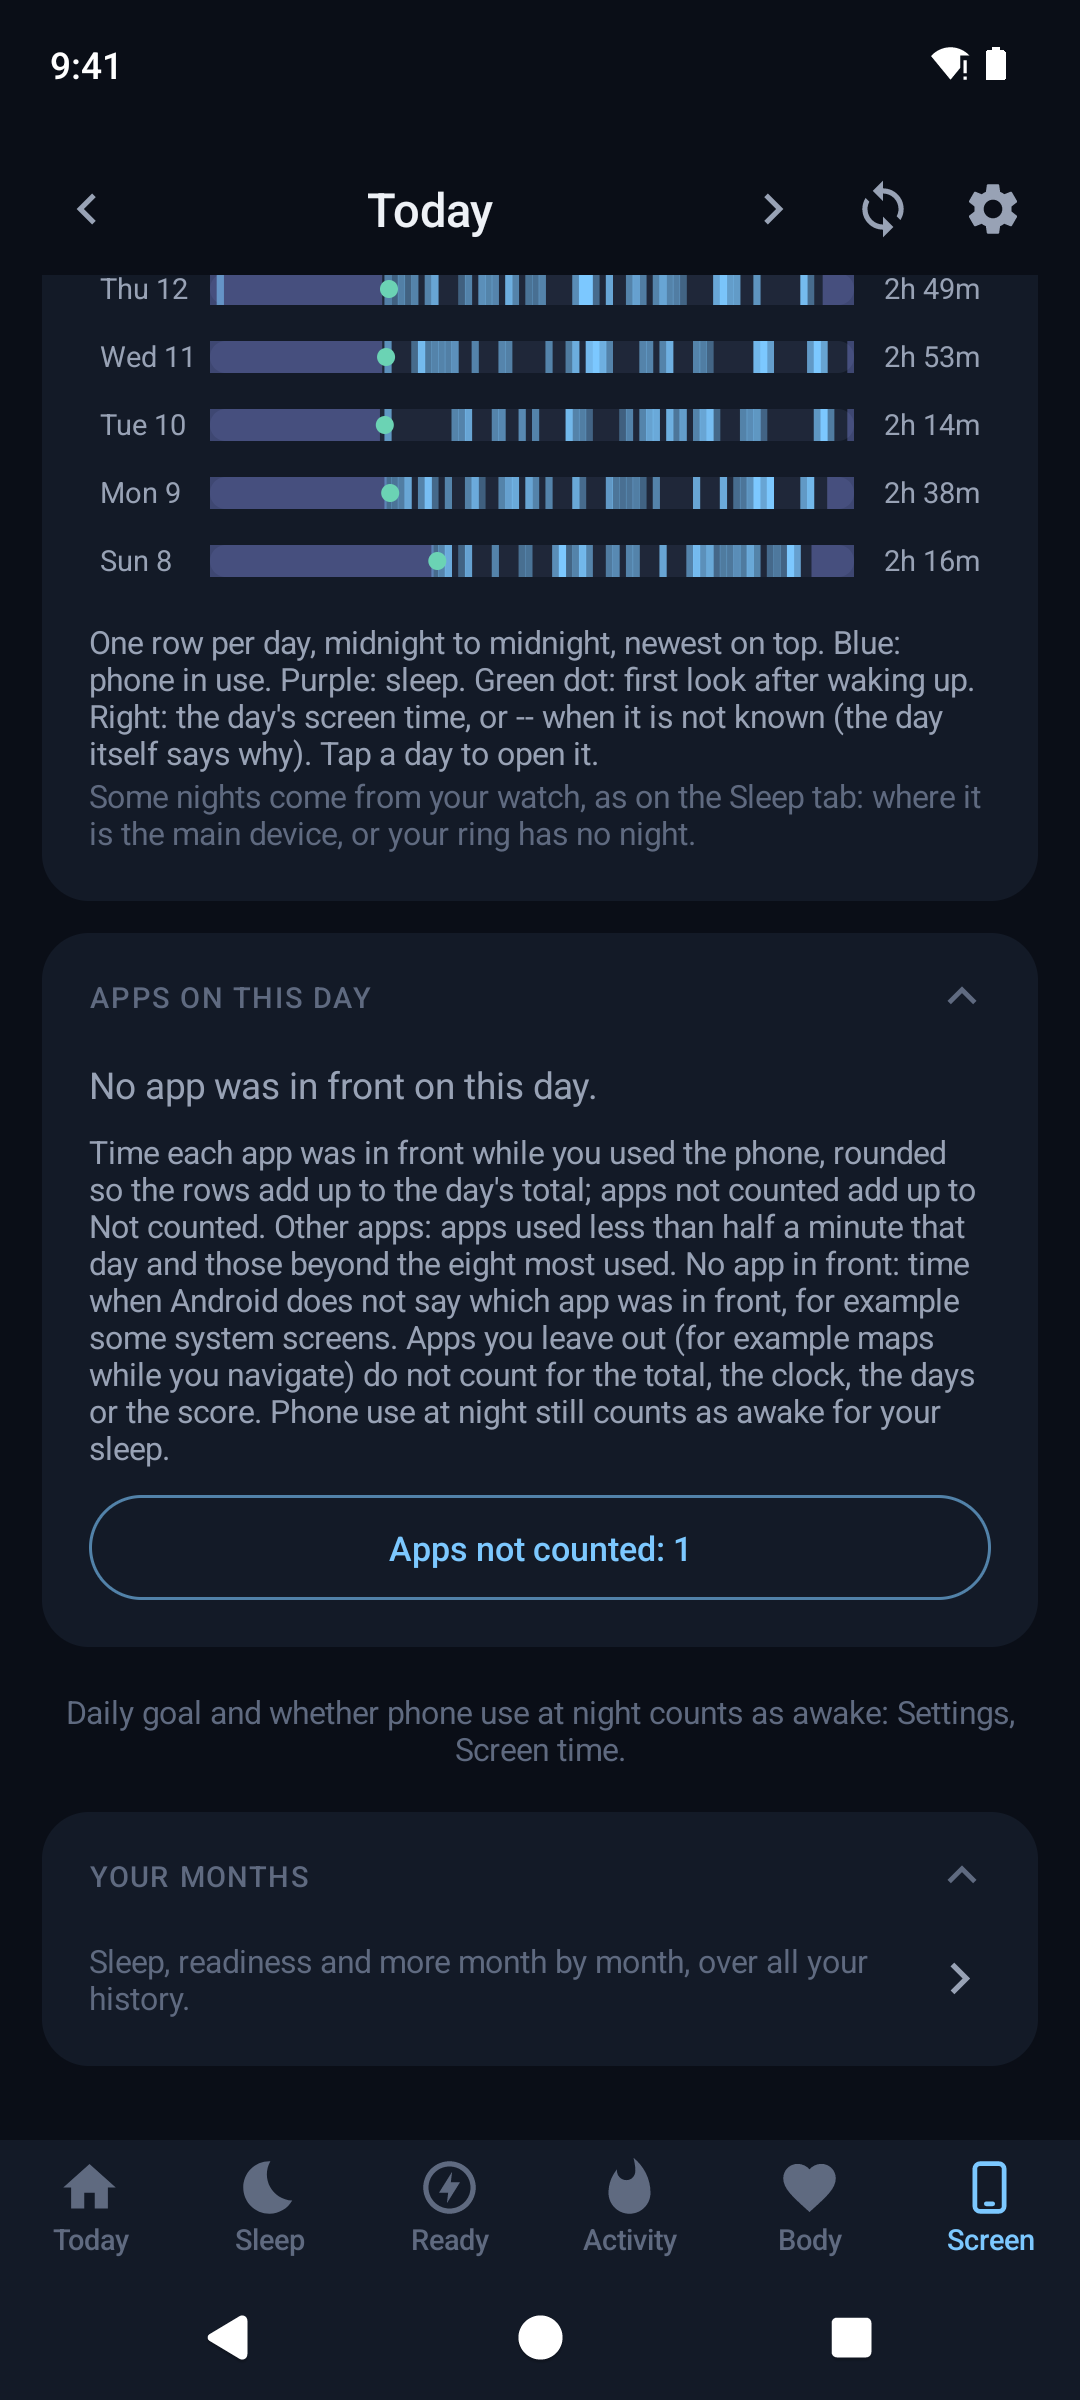 9:41
Today
Thu 12 2h 49m
Wed 11 2h 53m
Tue 10 2h 14m
Mon 9 2h 38m
Sun 8 2h 16m
One row per day, midnight to midnight, newest on top. Blue:
phone in use. Purple: sleep. Green dot: first look after waking up.
Right: the day's screen time, or -- when it is not known (the day
itself says why). Tap a day to open it.
Some nights come from your watch, as on the Sleep tab: where it
is the main device, or your ring has no night.
APPS ON THIS DAY
No app was in front on this day.
Time each app was in front while you used the phone, rounded
so the rows add up to the day's total; apps not counted add up to
Not counted. Other apps: apps used less than half a minute that
day and those beyond the eight most used. No app in front: time
when Android does not say which app was in front, for example
some system screens. Apps you leave out (for example maps
while you navigate) do not count for the total, the clock, the days
or the score. Phone use at night still counts as awake for your
sleep.
Apps not counted: 1
Daily goal and whether phone use at night counts as awake: Settings,
Screen time.
YOUR MONTHS
Sleep, readiness and more month by month, over all your
history.
Today Sleep Ready Activity Body Screen